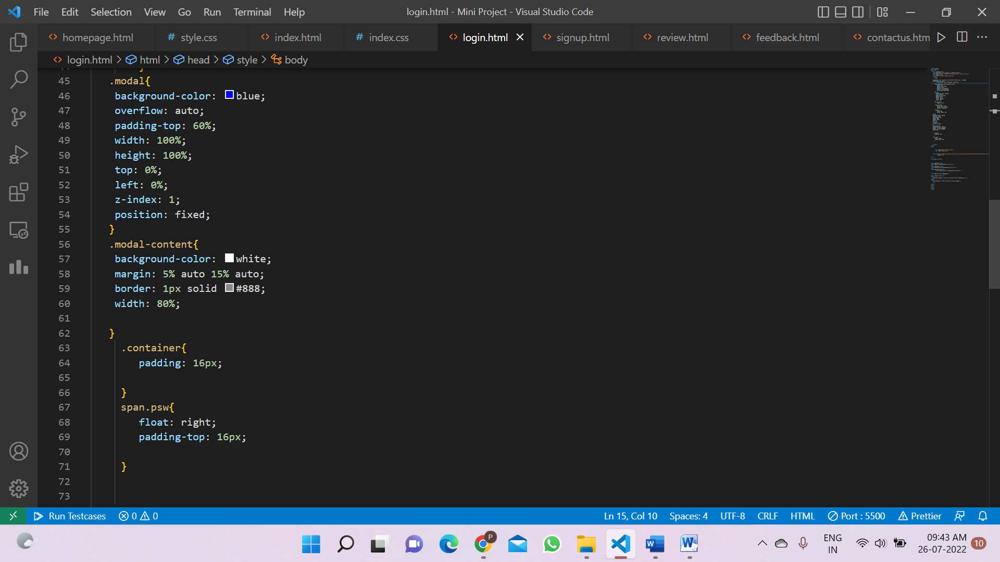 File Edit Selection View Go Run Terminal Help login.html - Mini Project - Visual Studio Code
homepage.html # style.css index.html # index.css login.html signup.html review.html feedback.html contactus.htm
login.html > html > head > style > body
45 .modal{
46 background-color: blue;
47 overflow: auto;
48 padding-top: 60%;
49 width: 100%;
50 height: 100%;
51 top: 0%;
52 left: 0%;
53 z-index: 1;
54 position: fixed;
55 }
56 .modal-content{
57 background-color: white;
58 margin: 5% auto 15% auto;
59 border: 1px solid #888;
60 width: 80%;
61
62 }
63 .container{
64 padding: 16px;
65
66 }
67 span.psw{
68 float: right;
69 padding-top: 16px;
70
71 }
72
73
Run Testcases 0 0 Ln 15, Col 10 Spaces: 4 UTF-8 CRLF HTML Port : 5500 Prettier
P
ENG 09:43 AM
IN 26-07-2022 10